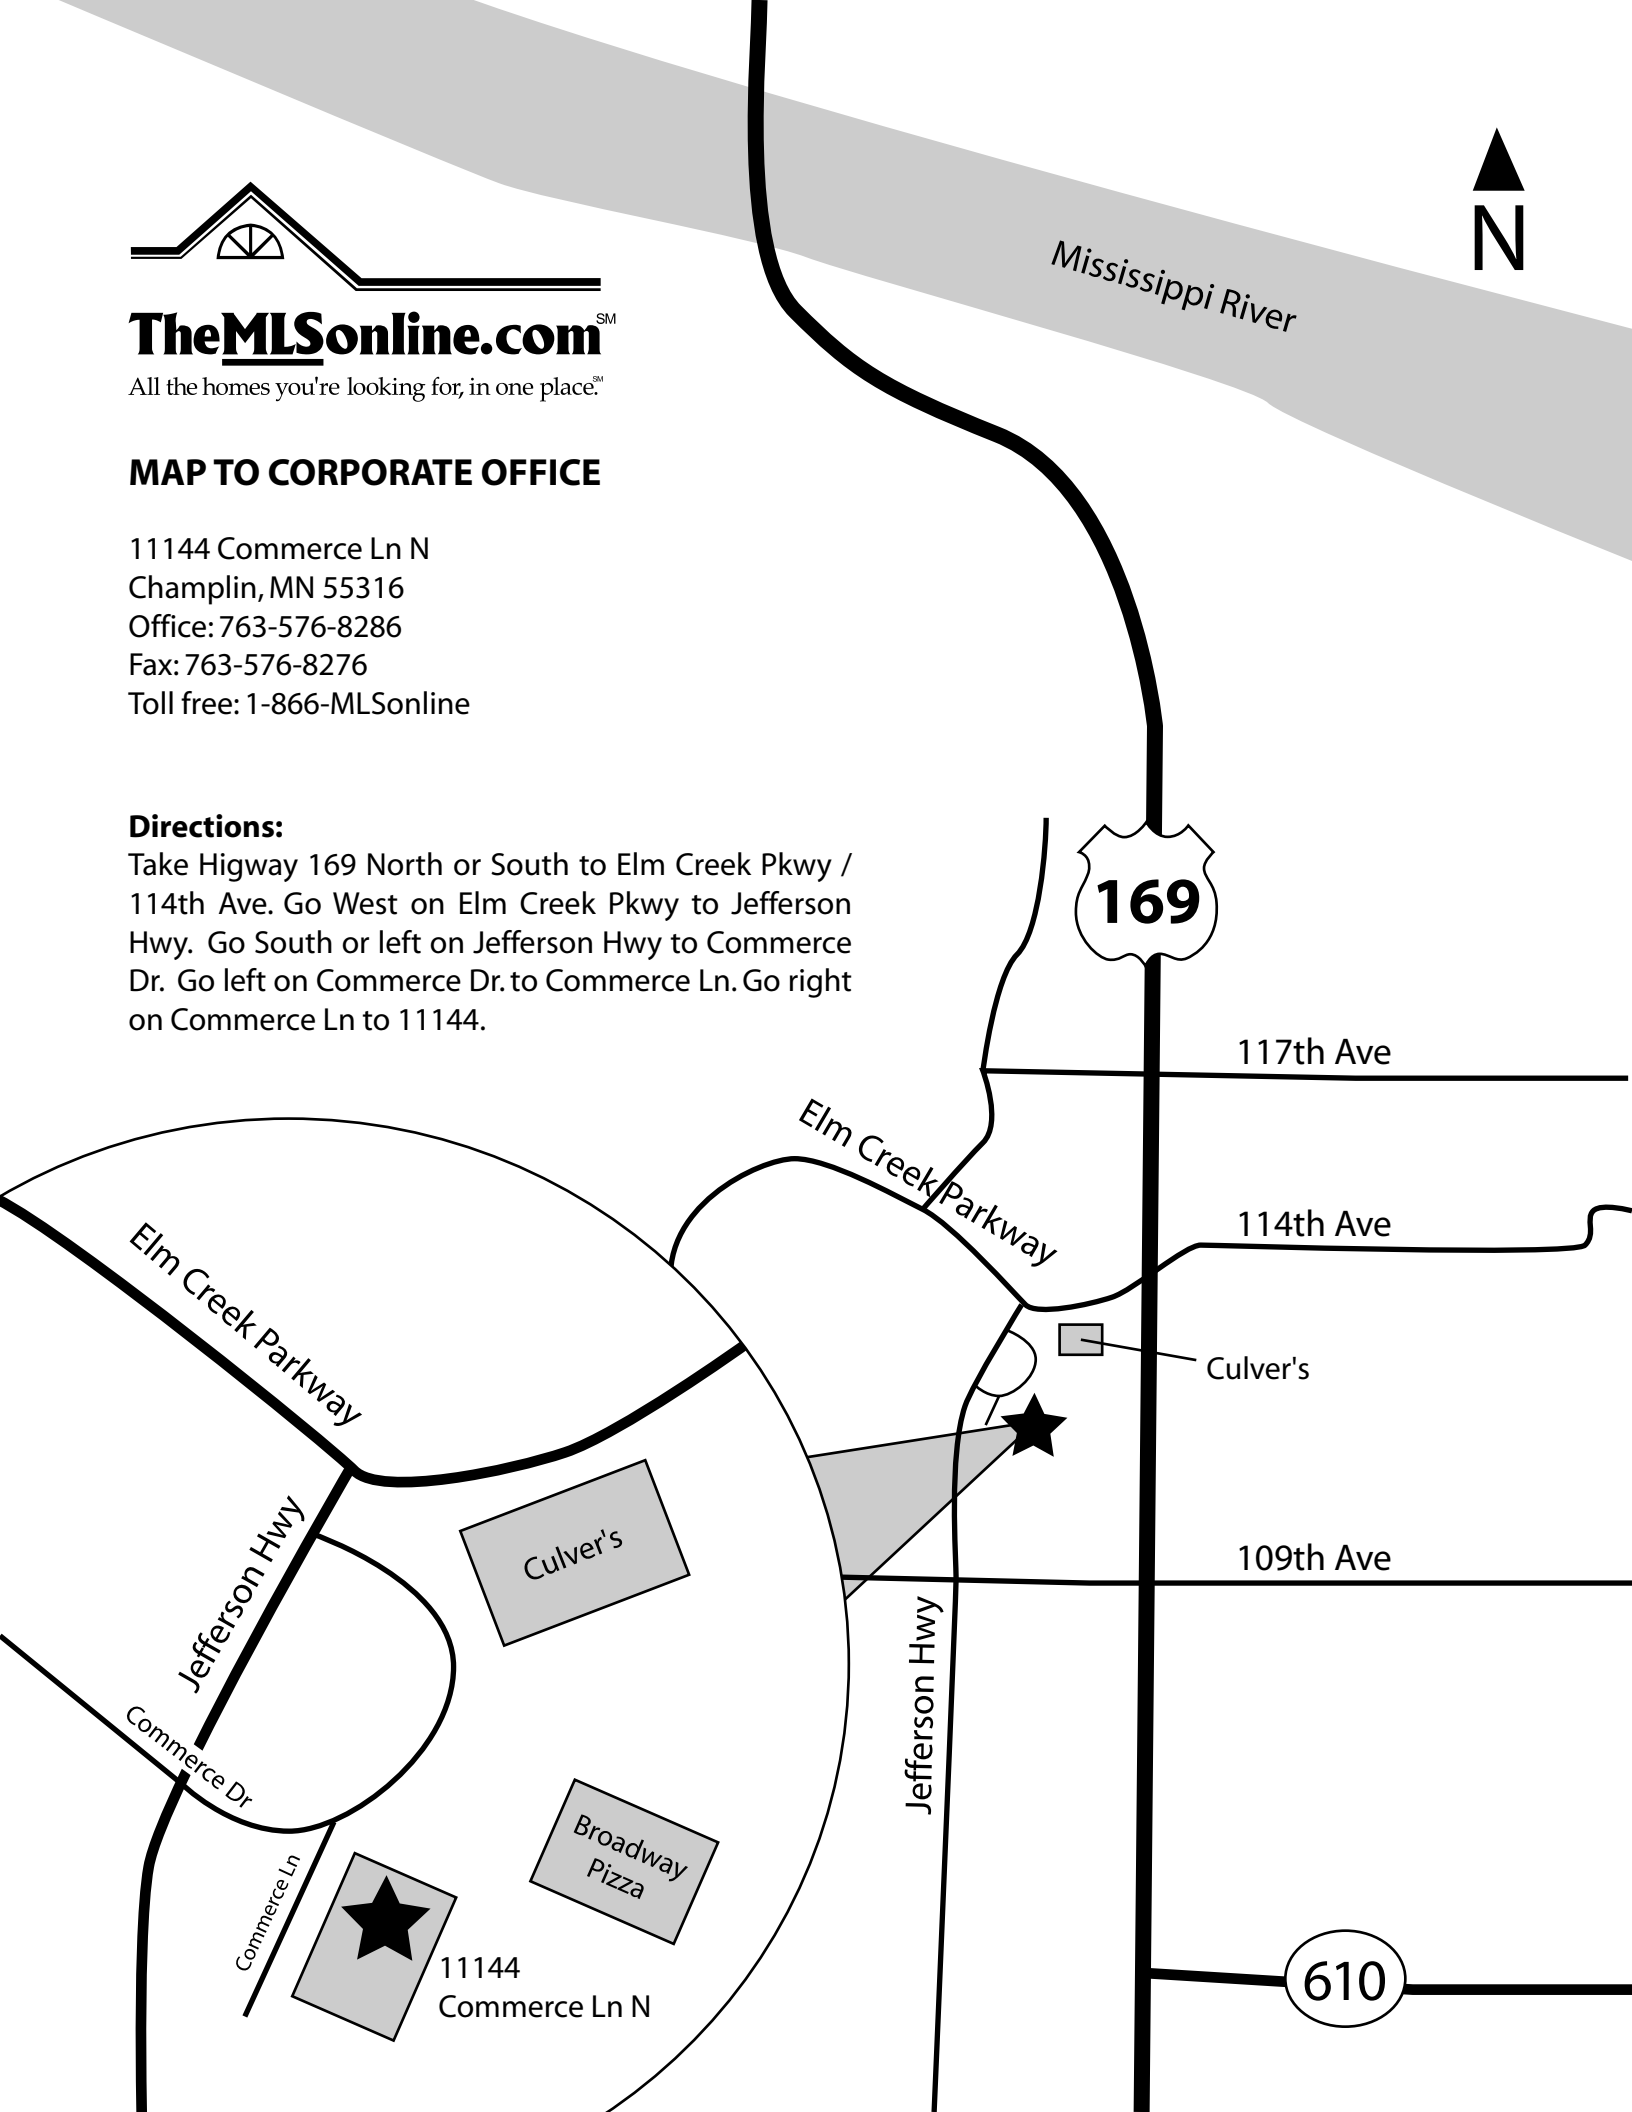 TheMLSonline.com℠
All the homes you're looking for, in one place.℠
MAP TO CORPORATE OFFICE
11144 Commerce Ln N
Champlin, MN 55316
Office: 763-576-8286
Fax: 763-576-8276
Toll free: 1-866-MLSonline
Directions:
Take Higway 169 North or South to Elm Creek Pkwy /
114th Ave. Go West on Elm Creek Pkwy to Jefferson
Hwy. Go South or left on Jefferson Hwy to Commerce
Dr. Go left on Commerce Dr. to Commerce Ln. Go right
on Commerce Ln to 11144.
N
Mississippi River
169
117th Ave
Elm Creek Parkway
114th Ave
Culver's
109th Ave
Jefferson Hwy
610
Elm Creek Parkway
Culver's
Jefferson Hwy
Commerce Dr
Broadway
Pizza
Commerce Ln
11144
Commerce Ln N